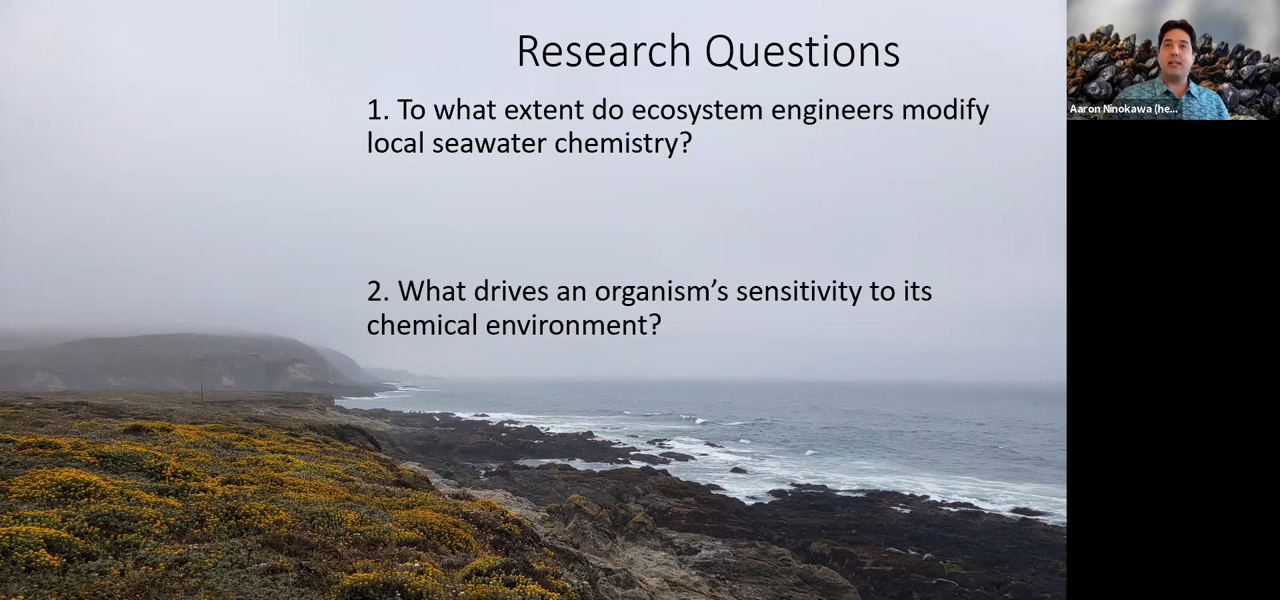 Research Questions
1. To what extent do ecosystem engineers modify
local seawater chemistry?
2. What drives an organism’s sensitivity to its
chemical environment?
Aaron Ninokawa (he...